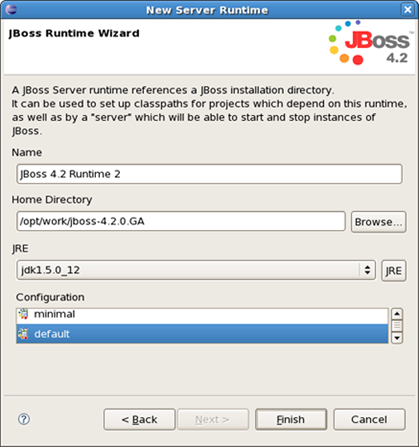 New Server Runtime
JBoss Runtime Wizard
JBoss
4.2
A JBoss Server runtime references a JBoss installation directory.
It can be used to set up classpaths for projects which depend on this runtime,
as well as by a "server" which will be able to start and stop instances of
JBoss.
Name
JBoss 4.2 Runtime 2
Home Directory
/opt/work/jboss-4.2.0.GA
Browse...
JRE
jdk1.5.0_12
JRE
Configuration
minimal
default
?
< Back
Next >
Finish
Cancel